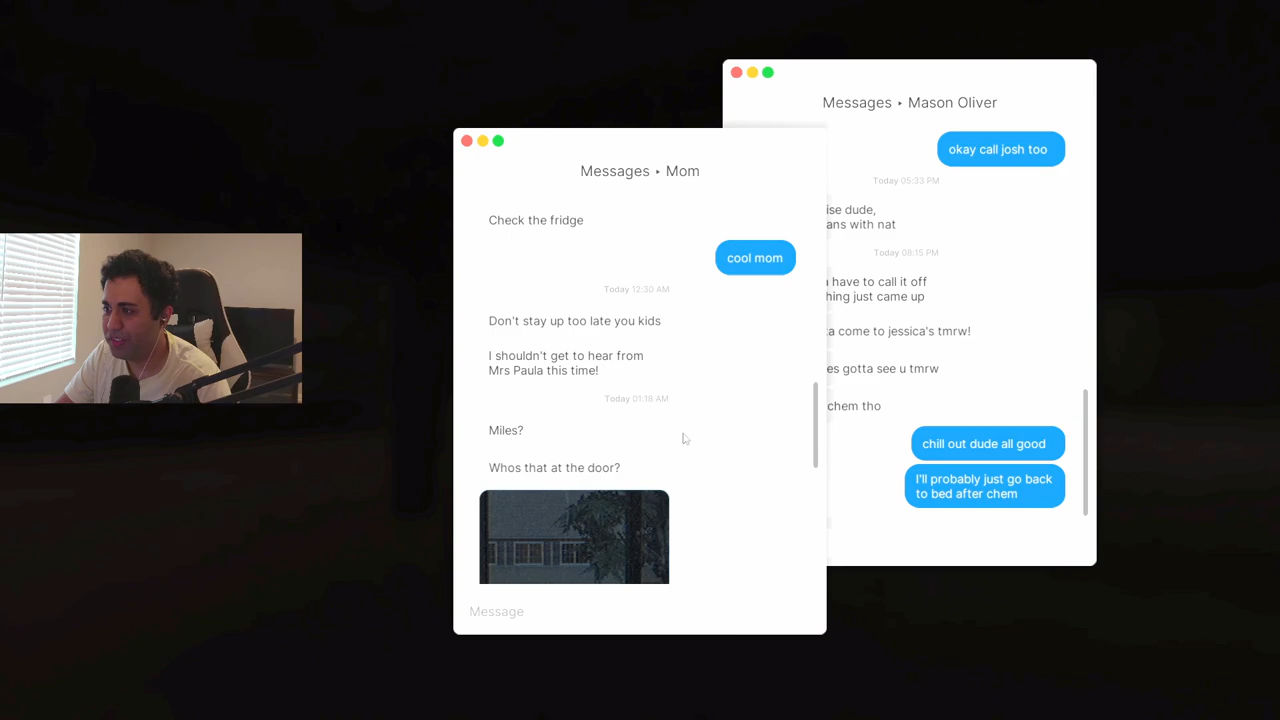 Messages ‣ Mom
Check the fridge
cool mom
Today 12:30 AM
Don't stay up too late you kids
I shouldn't get to hear from
Mrs Paula this time!
Today 01:18 AM
Miles?
Whos that at the door?
Message
Messages ‣ Mason Oliver
okay call josh too
Today 05:33 PM
ise dude,
ans with nat
Today 08:15 PM
have to call it off
hing just came up
a come to jessica's tmrw!
es gotta see u tmrw
chem tho
chill out dude all good
I'll probably just go back
to bed after chem